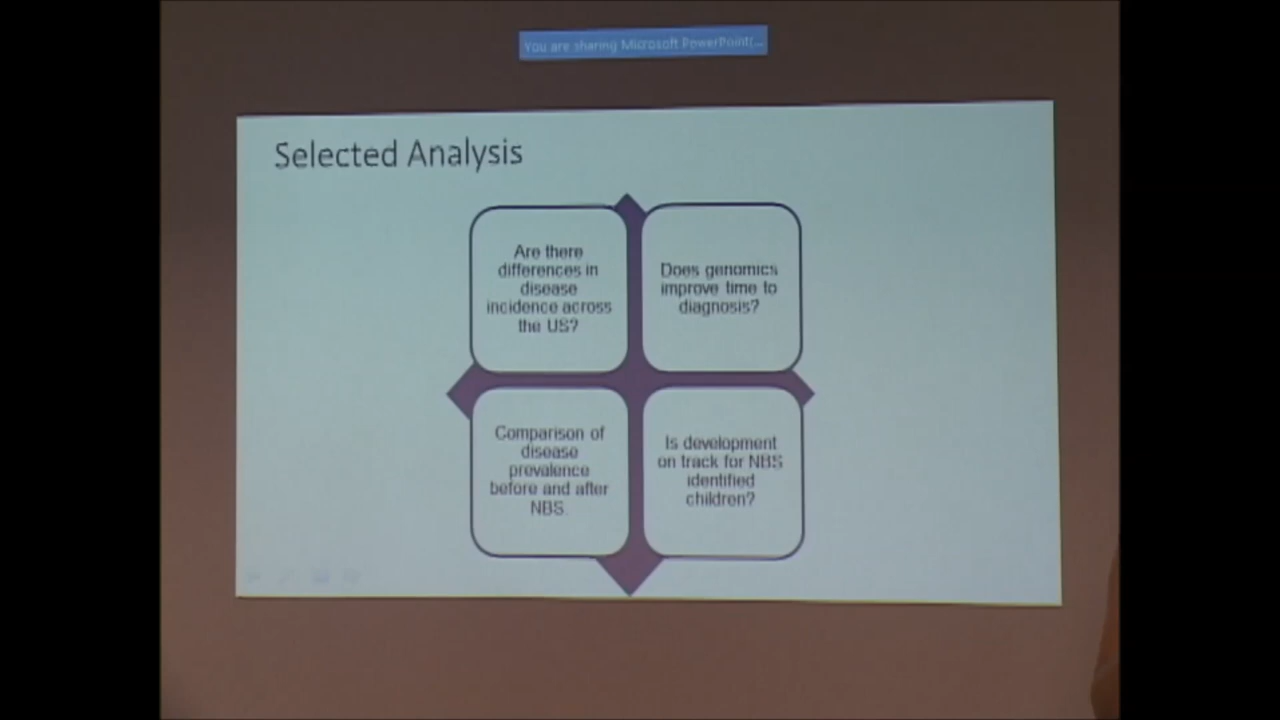 You are sharing Microsoft PowerPoint(...
Selected Analysis
Are there
differences in
disease
incidence across
the US?
Does genomics
improve time to
diagnosis?
Comparison of
disease
prevalence
before and after
NBS.
Is development
on track for NBS
identified
children?